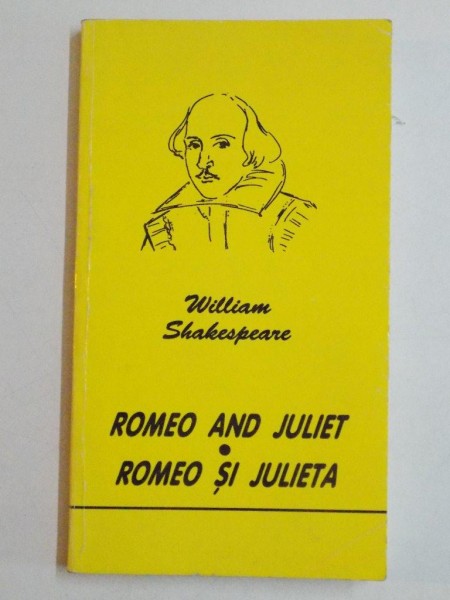 William
Shakespeare
ROMEO AND JULIET
•
ROMEO ȘI JULIETA